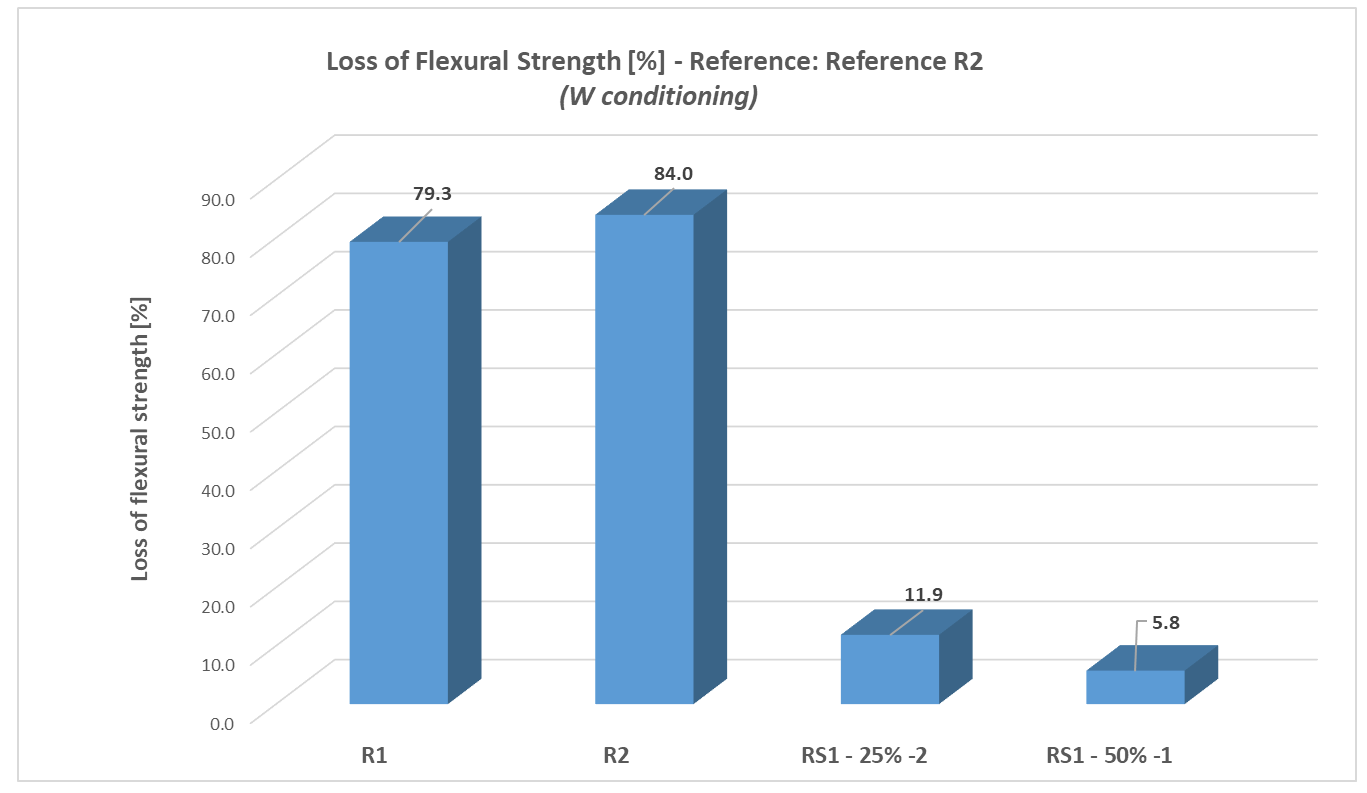 Loss of Flexural Strength [%] - Reference: Reference R2
(W conditioning)
Loss of flexural strength [%]
90.0
80.0
70.0
60.0
50.0
40.0
30.0
20.0
10.0
0.0
79.3
84.0
11.9
5.8
R1
R2
RS1 - 25% -2
RS1 - 50% -1